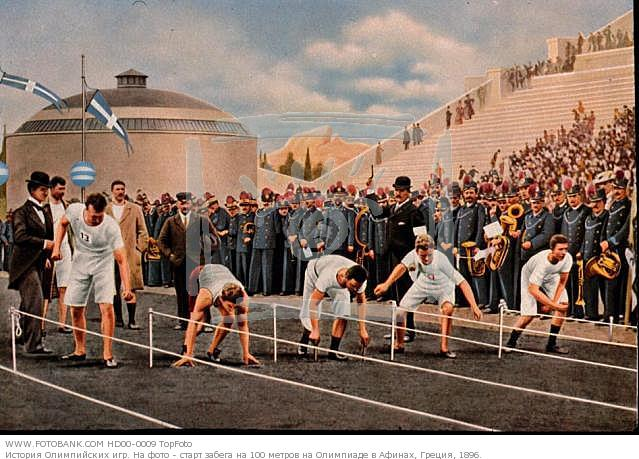 13
WWW.FOTOBANK.COM HD00-0009 TopFoto
История Олимпийских игр. На фото - старт забега на 100 метров на Олимпиаде в Афинах, Греция, 1896.